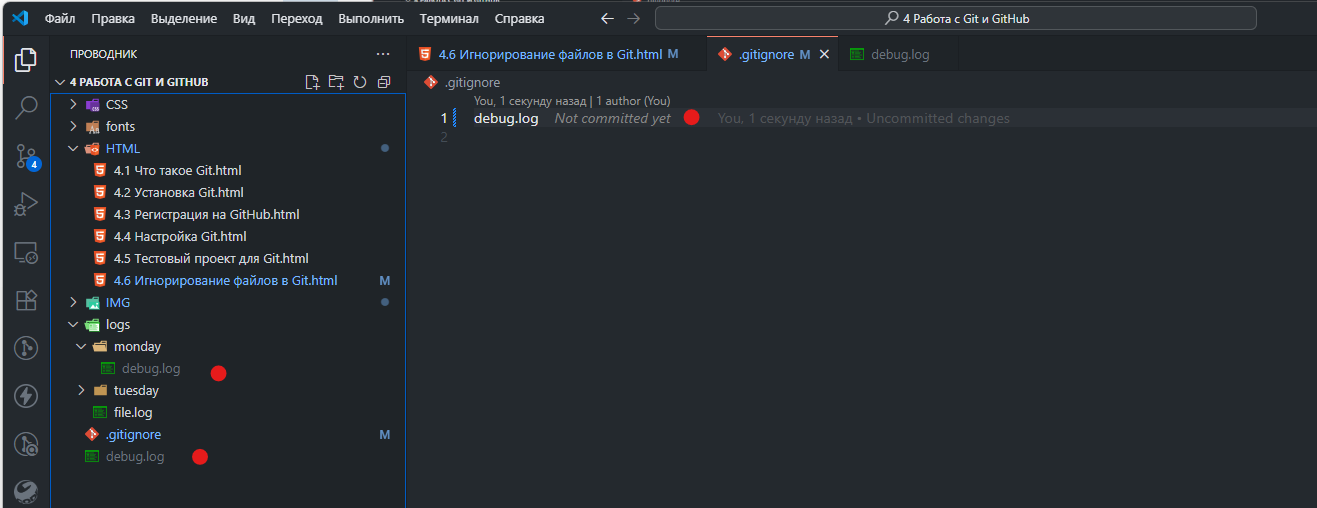 Файл Правка Выделение Вид Переход Выполнить Терминал Справка 4 Работа с Git и GitHub
ПРОВОДНИК
4.6 Игнорирование файлов в Git.html M .gitignore M debug.log
4 РАБОТА С GIT И GITHUB
.gitignore
You, 1 секунду назад | 1 author (You)
1 debug.log Not committed yet You, 1 секунду назад • Uncommitted changes
2
CSS
fonts
HTML
4.1 Что такое Git.html
4.2 Установка Git.html
4.3 Регистрация на GitHub.html
4.4 Настройка Git.html
4.5 Тестовый проект для Git.html
4.6 Игнорирование файлов в Git.html M
IMG
logs
monday
debug.log
tuesday
file.log
.gitignore M
debug.log
4